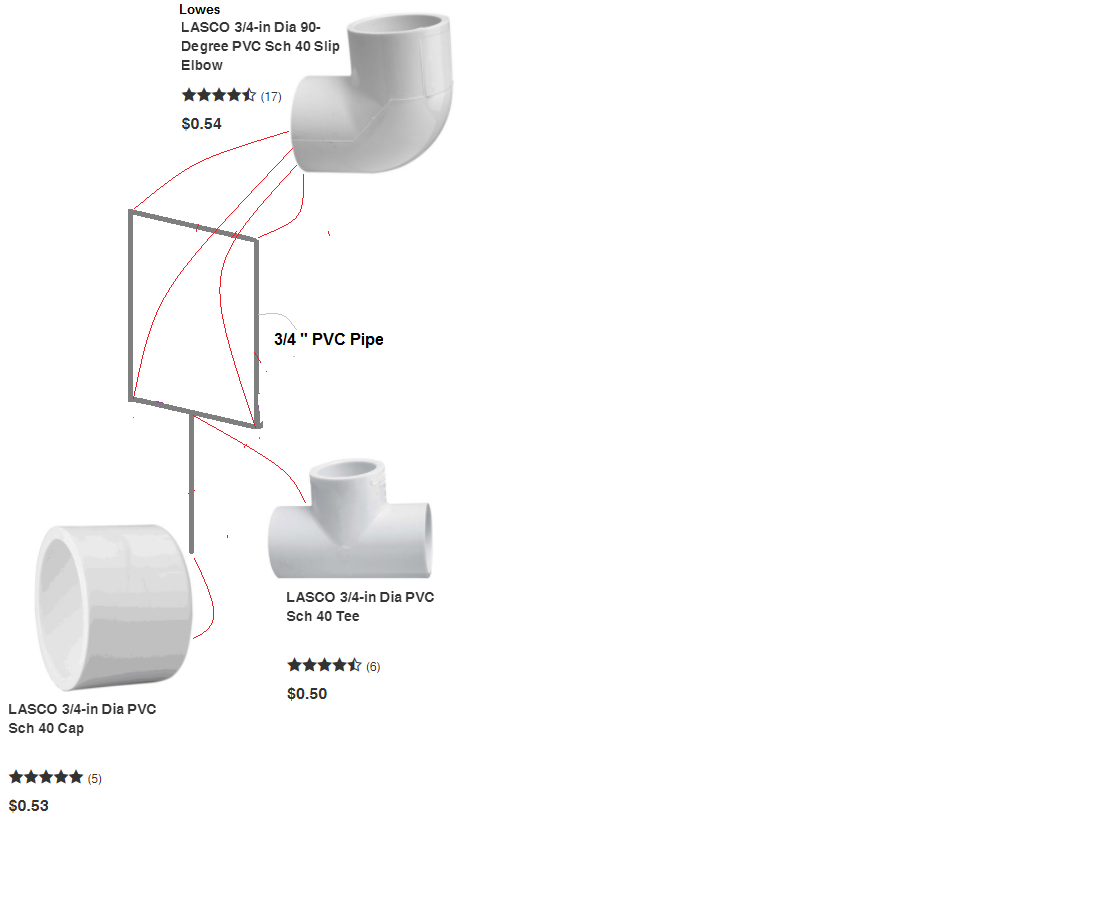 Lowes
LASCO 3/4-in Dia 90-
Degree PVC Sch 40 Slip
Elbow
(17)
$0.54
3/4 " PVC Pipe
LASCO 3/4-in Dia PVC
Sch 40 Tee
(6)
$0.50
LASCO 3/4-in Dia PVC
Sch 40 Cap
(5)
$0.53